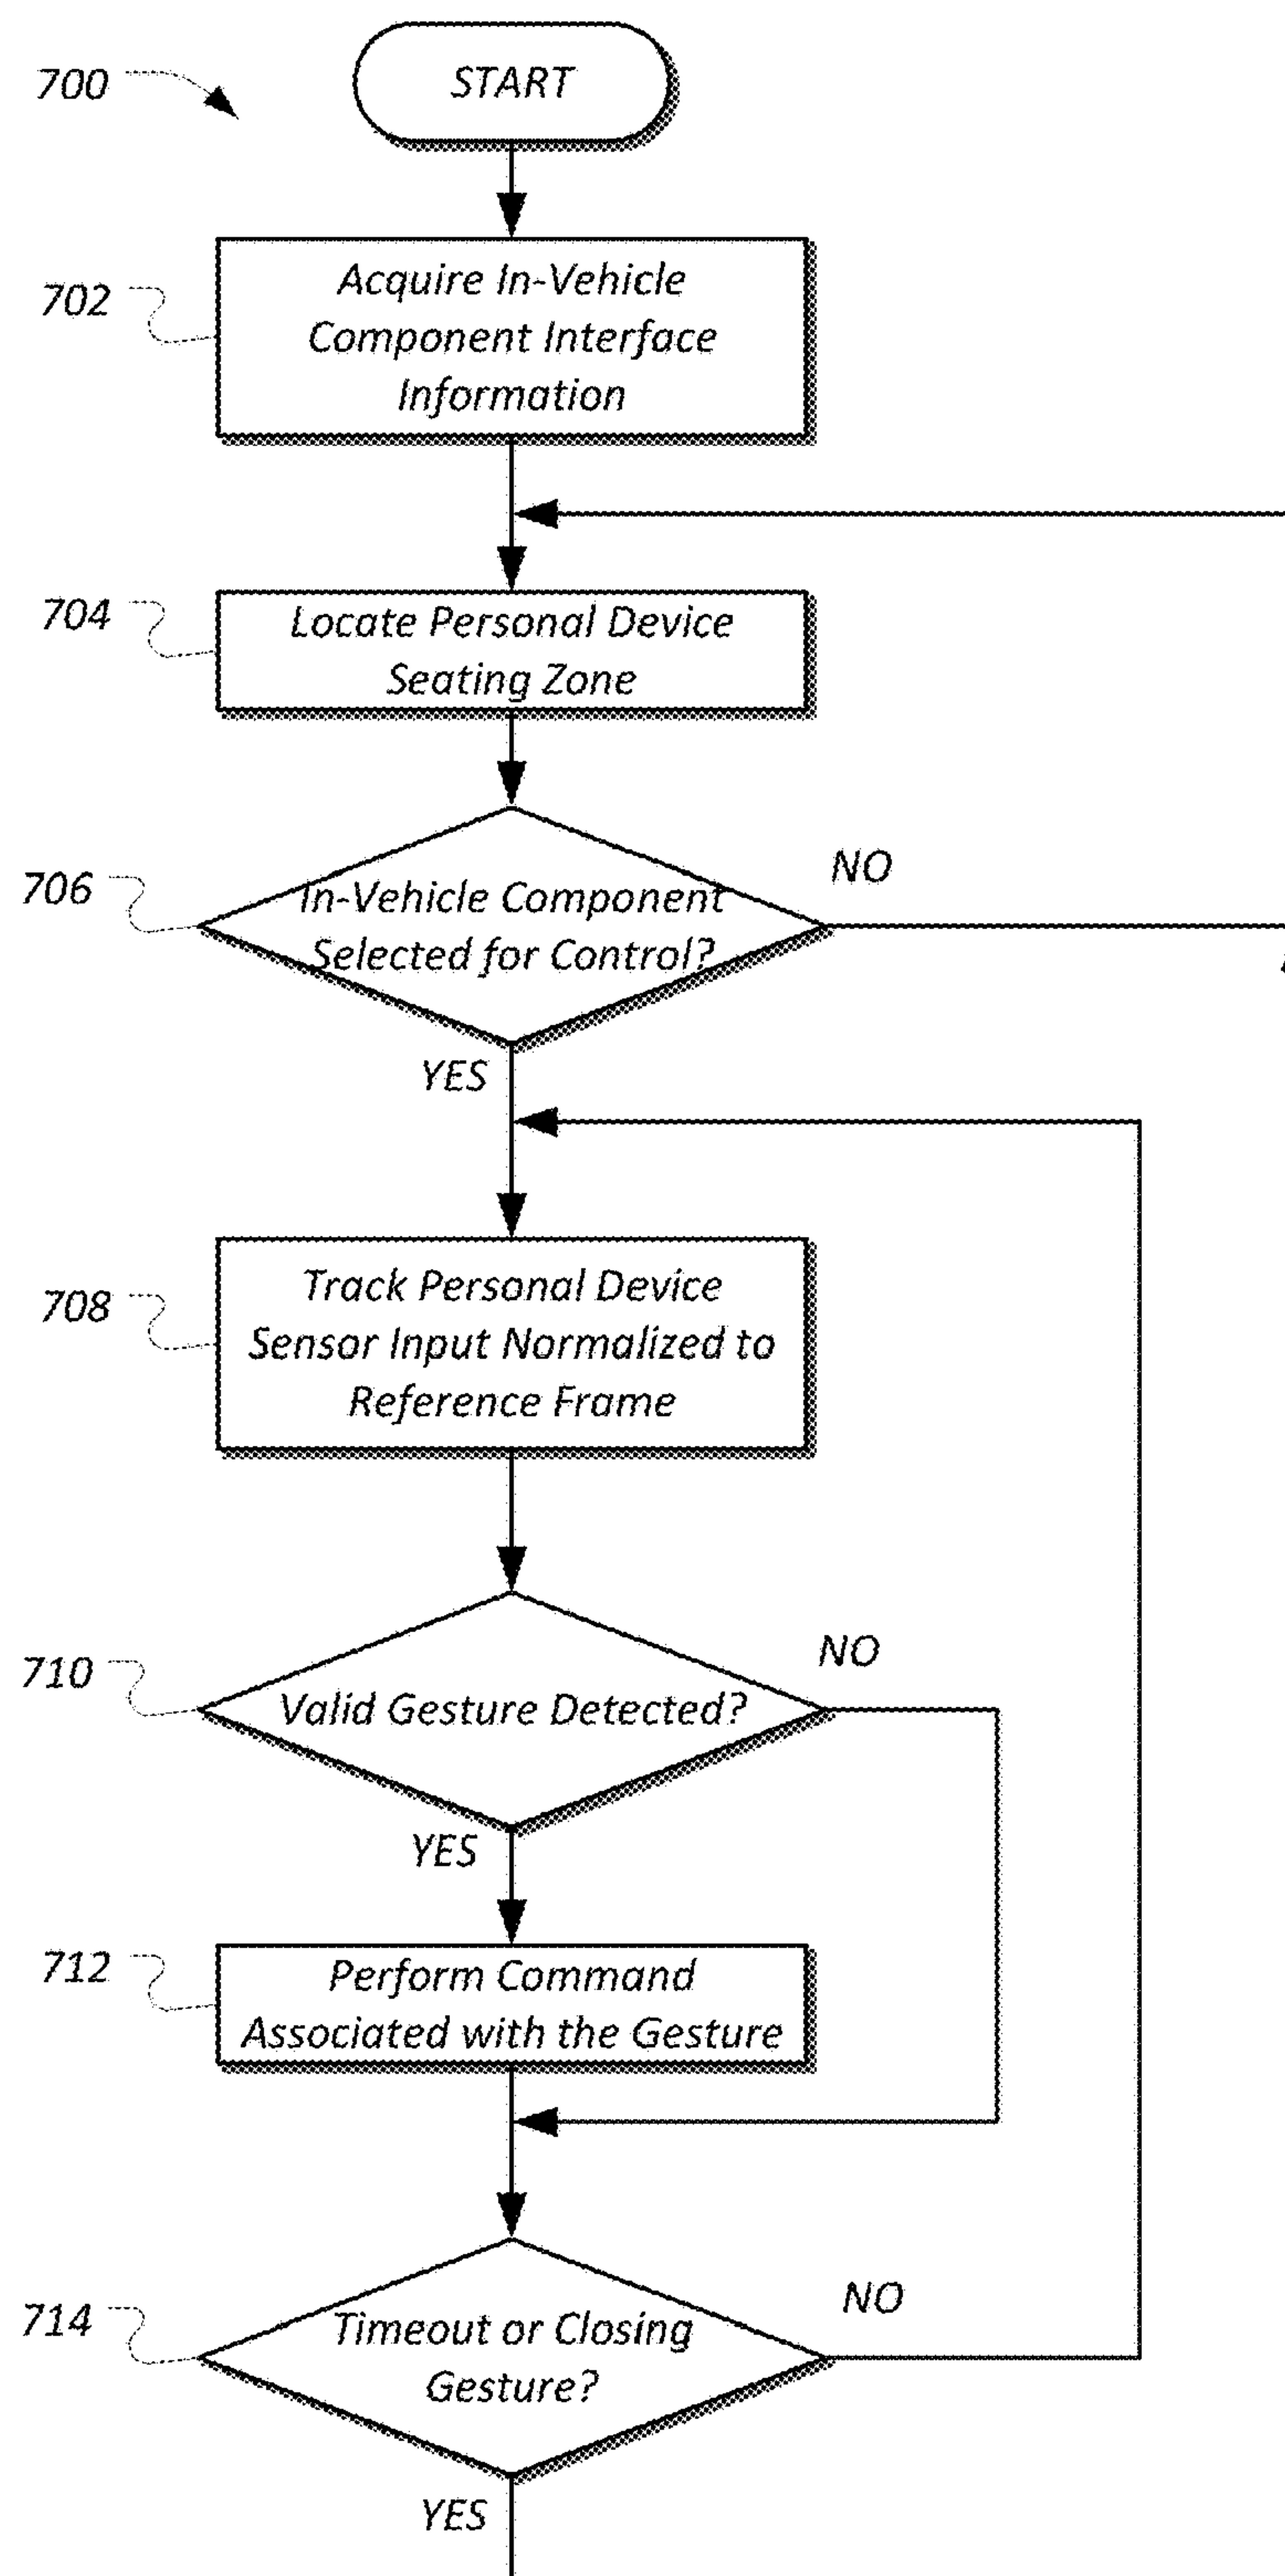 700
START
702
Acquire In-Vehicle
Component Interface
Information
704
Locate Personal Device
Seating Zone
706
In-Vehicle Component
Selected for Control?
NO
YES
708
Track Personal Device
Sensor Input Normalized to
Reference Frame
710
Valid Gesture Detected?
NO
YES
712
Perform Command
Associated with the Gesture
714
Timeout or Closing
Gesture?
NO
YES